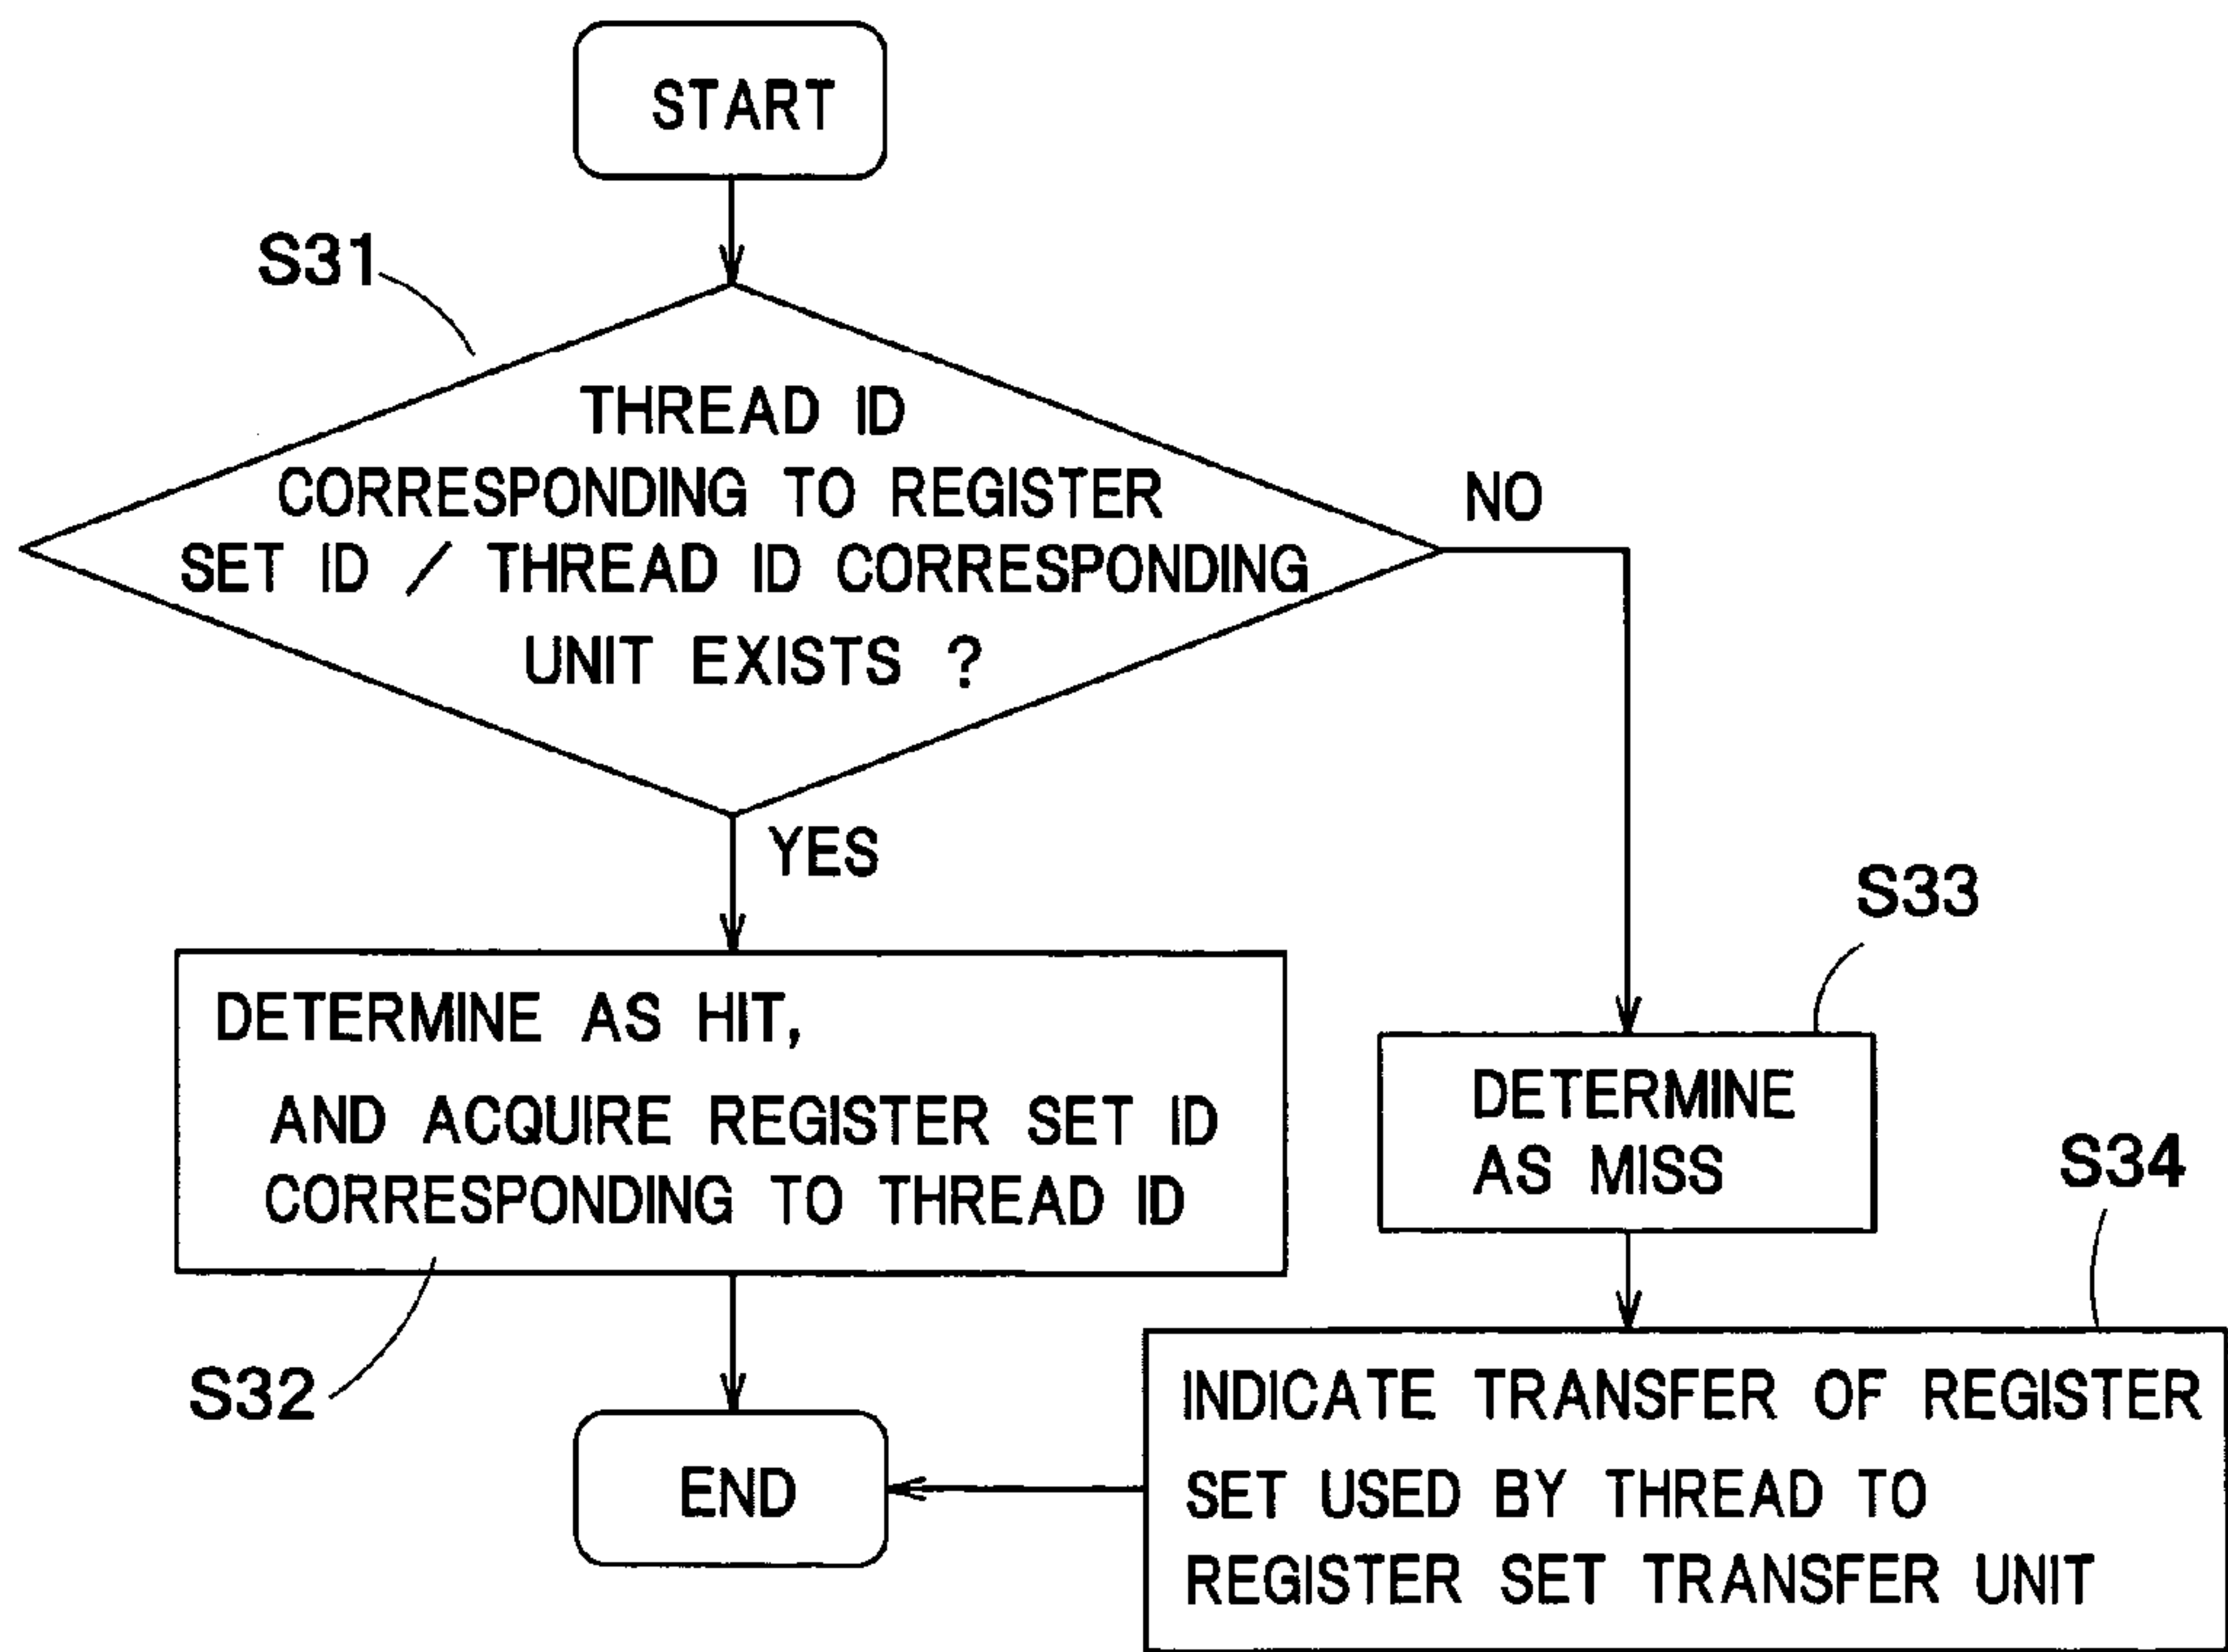 START
S31
THREAD ID
CORRESPONDING TO REGISTER
SET ID / THREAD ID CORRESPONDING
UNIT EXISTS ?
NO
YES
S33
DETERMINE AS HIT,
AND ACQUIRE REGISTER SET ID
CORRESPONDING TO THREAD ID
S32
DETERMINE
AS MISS
S34
INDICATE TRANSFER OF REGISTER
SET USED BY THREAD TO
REGISTER SET TRANSFER UNIT
END